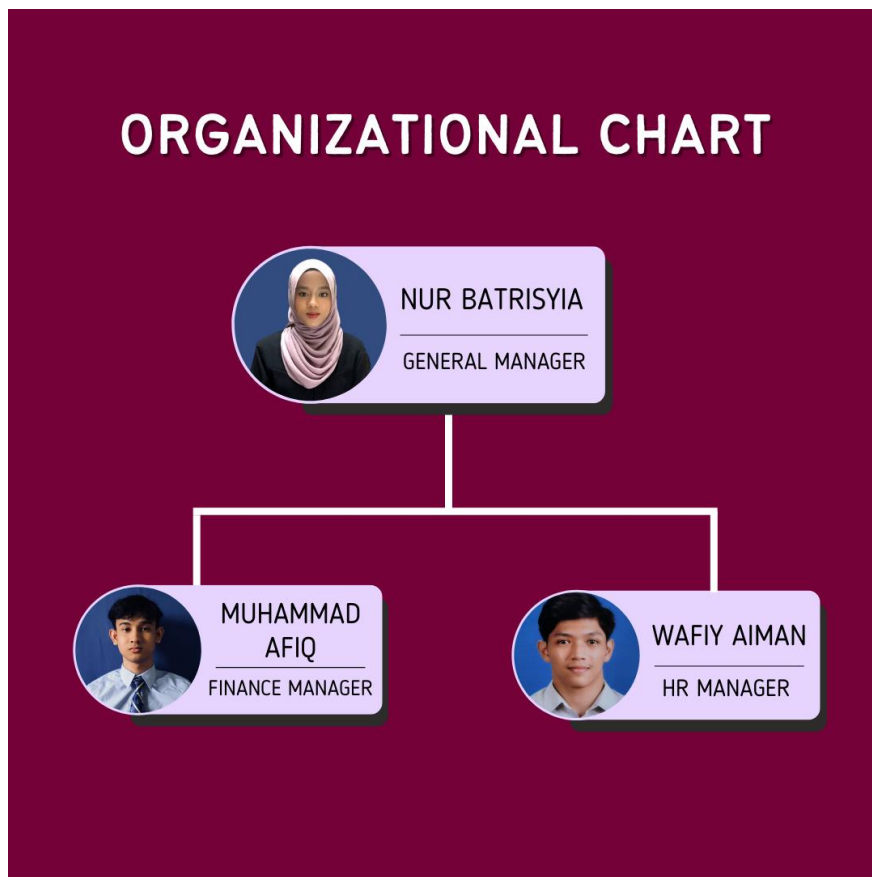 ORGANIZATIONAL CHART
NUR BATRISYIA
GENERAL MANAGER
MUHAMMAD
AFIQ
FINANCE MANAGER
WAFIY AIMAN
HR MANAGER